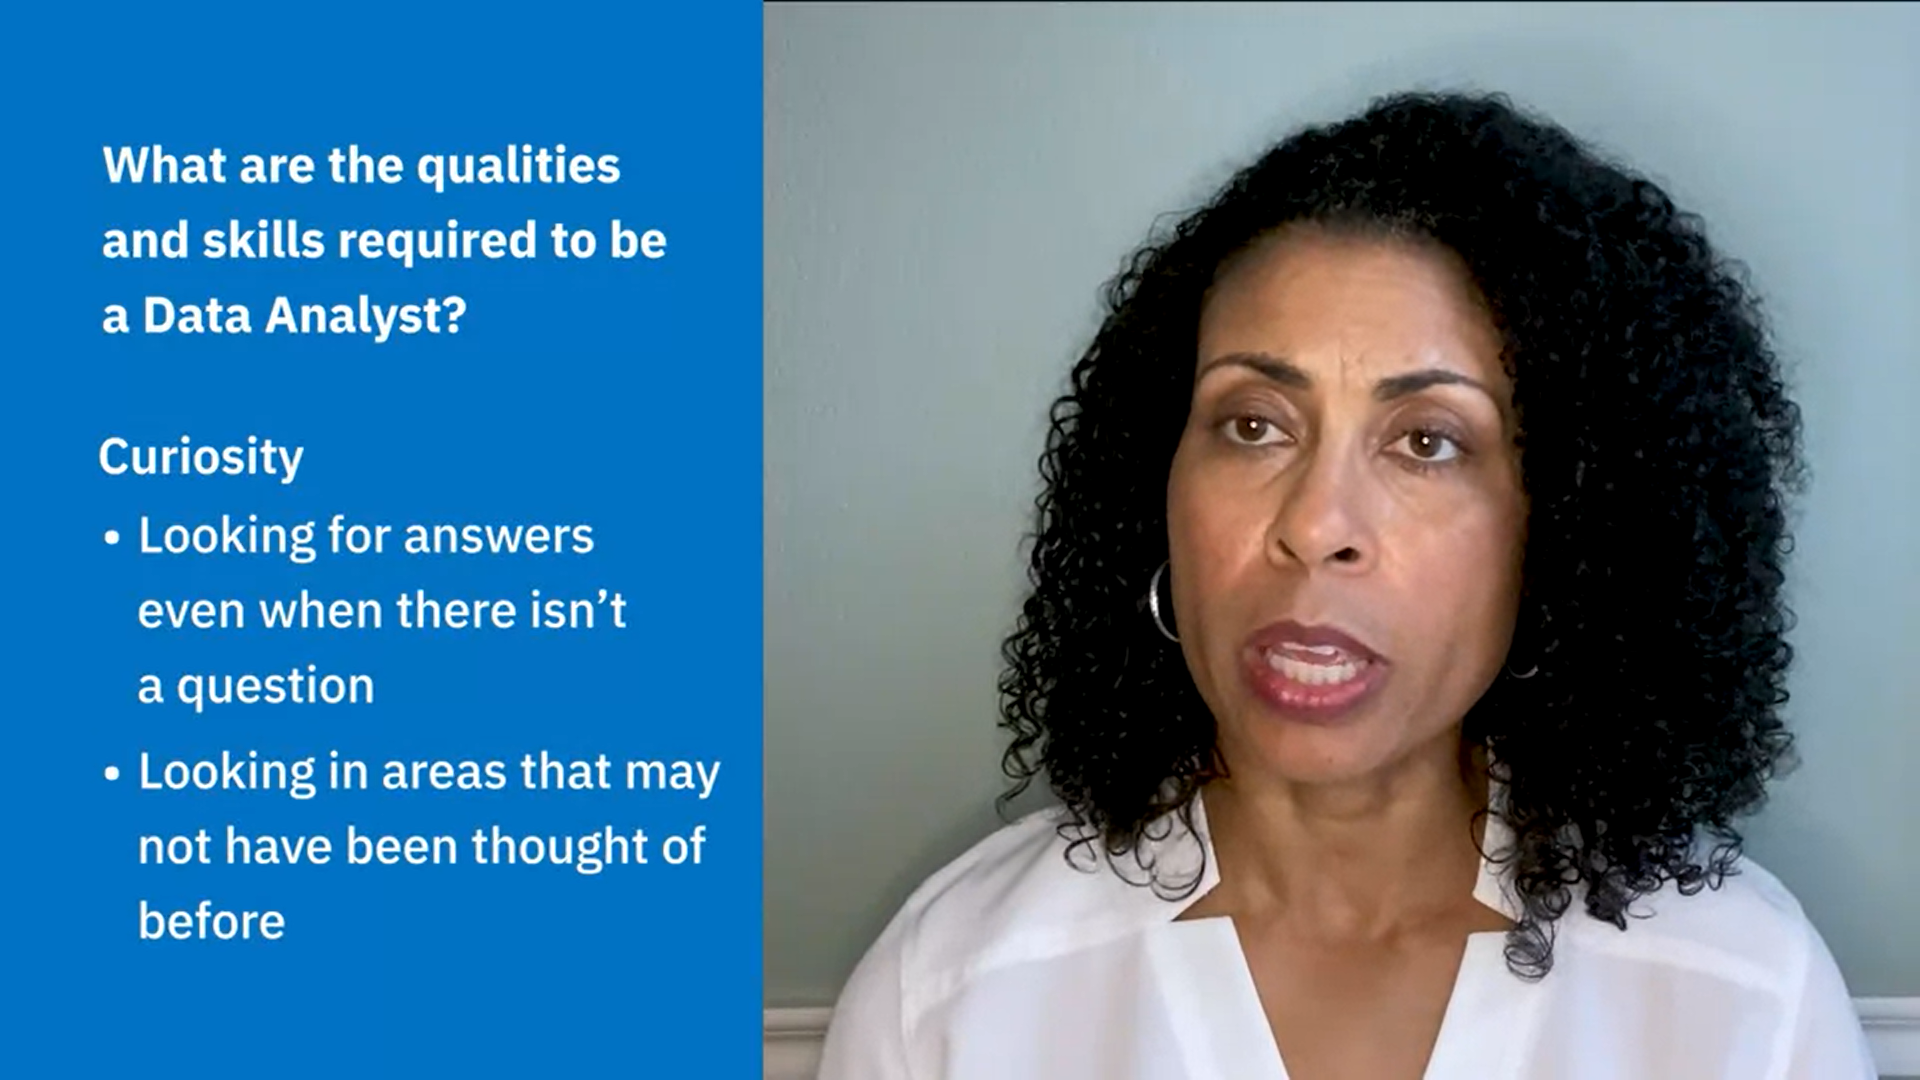 What are the qualities
and skills required to be
a Data Analyst?
Curiosity
• Looking for answers
even when there isn’t
a question
• Looking in areas that may
not have been thought of
before